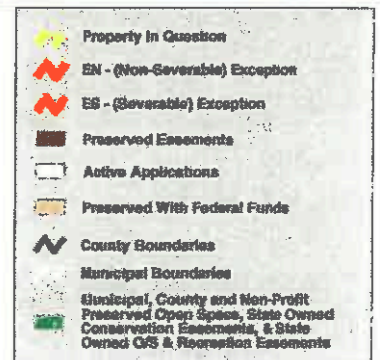 Property In Question
EN - (Non-Severable) Exception
ES - (Severable) Exception
Preserved Easements
Active Applications
Preserved With Federal Funds
County Boundaries
Municipal Boundaries
Municipal, County and Non-Profit
Preserved Open Space, State Owned
Conservation Easements, & State
Owned O/S & Recreation Easements